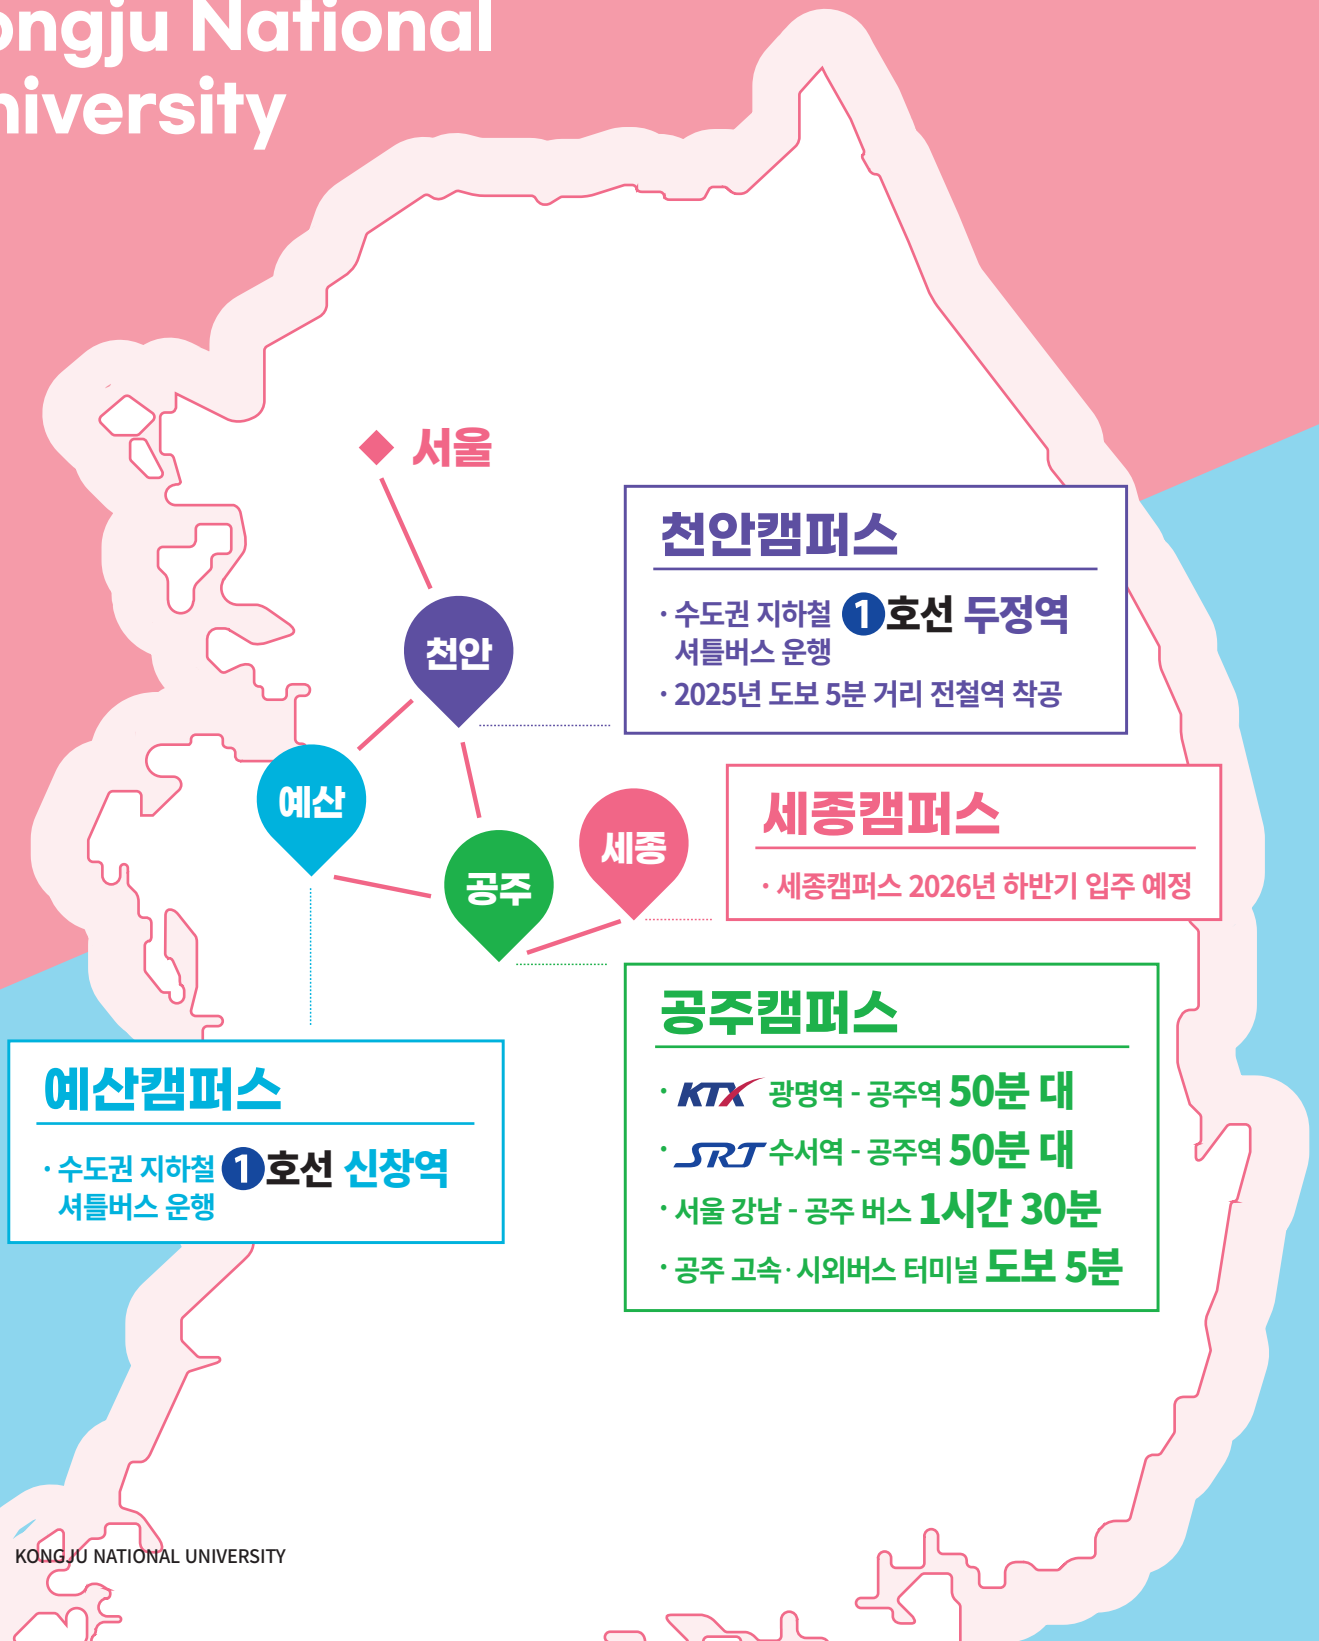 ongju National
niversity
서울
천안
예산
공주
세종
천안캠퍼스
· 수도권 지하철 1호선 두정역
셔틀버스 운행
· 2025년 도보 5분 거리 전철역 착공
세종캠퍼스
· 세종캠퍼스 2026년 하반기 입주 예정
공주캠퍼스
· KTX 광명역 - 공주역 50분 대
· SRT 수서역 - 공주역 50분 대
· 서울 강남 - 공주 버스 1시간 30분
· 공주 고속·시외버스 터미널 도보 5분
예산캠퍼스
· 수도권 지하철 1호선 신창역
셔틀버스 운행
KONGJU NATIONAL UNIVERSITY